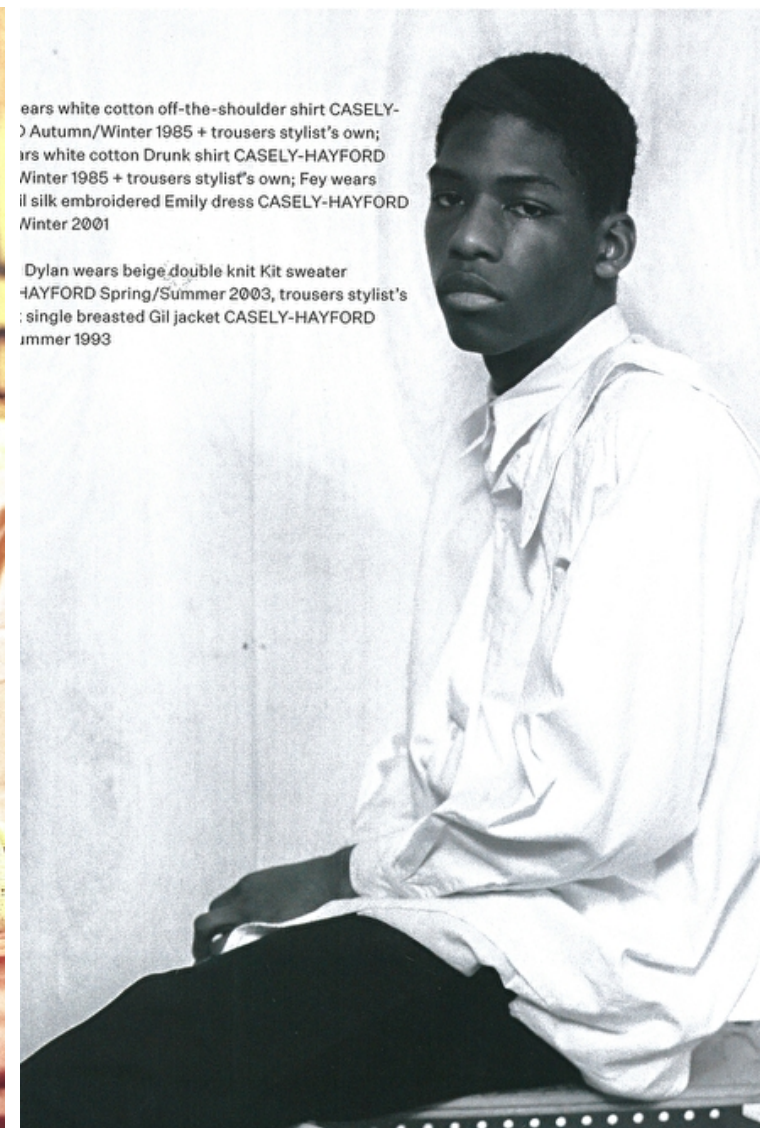 ears white cotton off-the-shoulder shirt CASELY-
D Autumn/Winter 1985 + trousers stylist's own;
ars white cotton Drunk shirt CASELY-HAYFORD
Winter 1985 + trousers stylist's own; Fey wears
il silk embroidered Emily dress CASELY-HAYFORD
Winter 2001
Dylan wears beige double knit Kit sweater
HAYFORD Spring/Summer 2003, trousers stylist's
single breasted Gil jacket CASELY-HAYFORD
ummer 1993